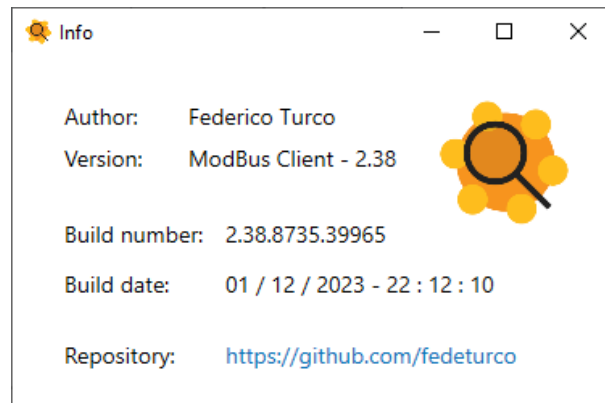 Info
Author: Federico Turco
Version: ModBus Client - 2.38
Build number: 2.38.8735.39965
Build date: 01 / 12 / 2023 - 22 : 12 : 10
Repository: https://github.com/fedeturco